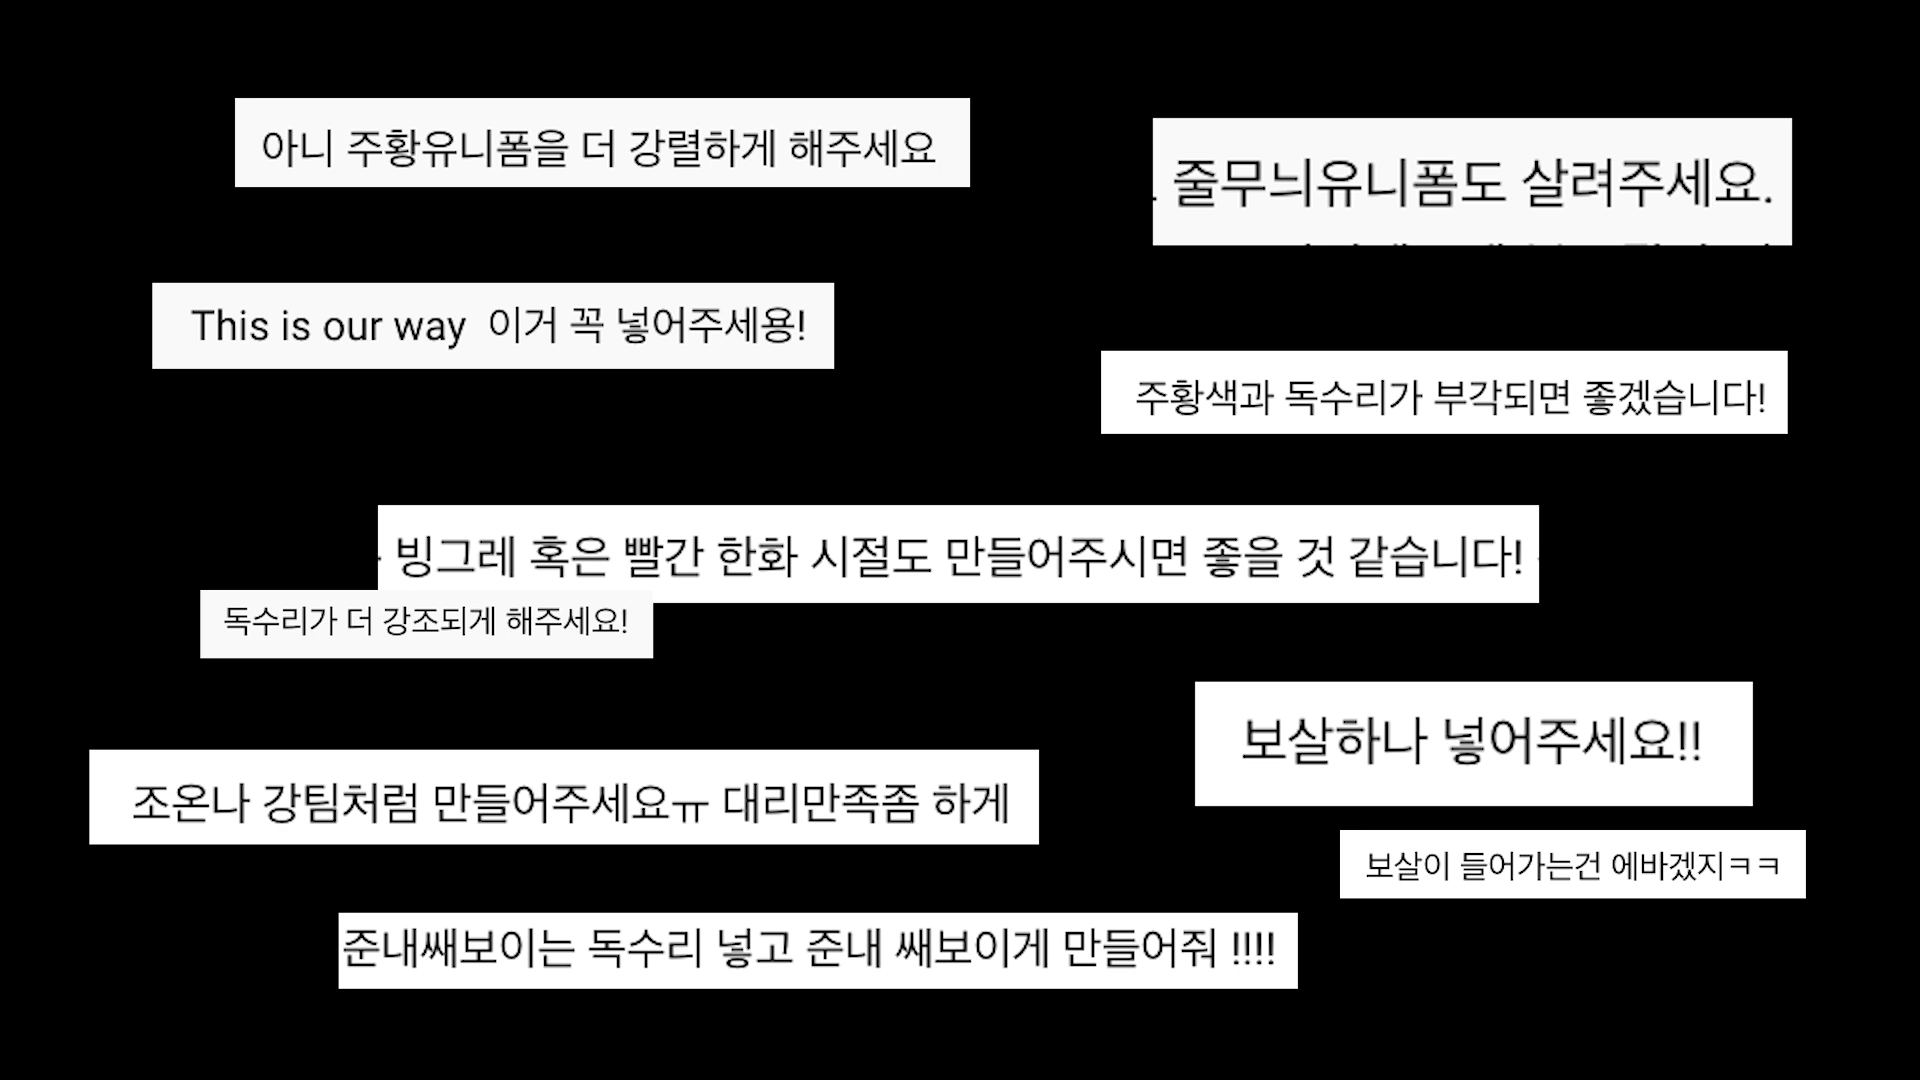 아니 주황유니폼을 더 강렬하게 해주세요
줄무늬유니폼도 살려주세요.
This is our way 이거 꼭 넣어주세용!
주황색과 독수리가 부각되면 좋겠습니다!
빙그레 혹은 빨간 한화 시절도 만들어주시면 좋을 것 같습니다!
독수리가 더 강조되게 해주세요!
보살하나 넣어주세요!!
조온나 강팀처럼 만들어주세요ㅠ 대리만족좀 하게
보살이 들어가는건 에바겠지ㅋㅋ
준내쌔보이는 독수리 넣고 준내 쌔보이게 만들어줘 !!!!